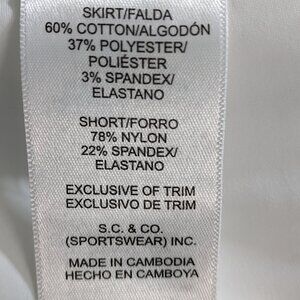 SKIRT/FALDA
60% COTTON/ALGODÓN
37% POLYESTER/
POLIÉSTER
3% SPANDEX/
ELASTANO
SHORT/FORRO
78% NYLON
22% SPANDEX/
ELASTANO
EXCLUSIVE OF TRIM
EXCLUSIVO DE TRIM
S.C. & CO.
(SPORTSWEAR) INC.
MADE IN CAMBODIA
HECHO EN CAMBOYA